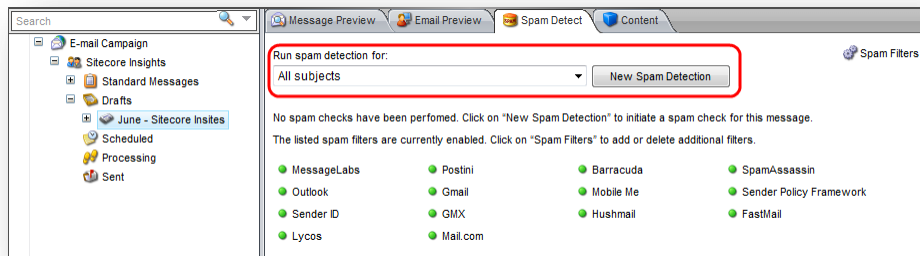 Search
E-mail Campaign
Sitecore Insights
Standard Messages
Drafts
June - Sitecore Insites
Scheduled
Processing
Sent
Message Preview
Email Preview
Spam Detect
Content
Run spam detection for:
Spam Filters
All subjects
New Spam Detection
No spam checks have been perfomed. Click on "New Spam Detection" to initiate a spam check for this message.
The listed spam filters are currently enabled. Click on "Spam Filters" to add or delete additional filters.
MessageLabs Postini Barracuda SpamAssassin
Outlook Gmail Mobile Me Sender Policy Framework
Sender ID GMX Hushmail FastMail
Lycos Mail.com